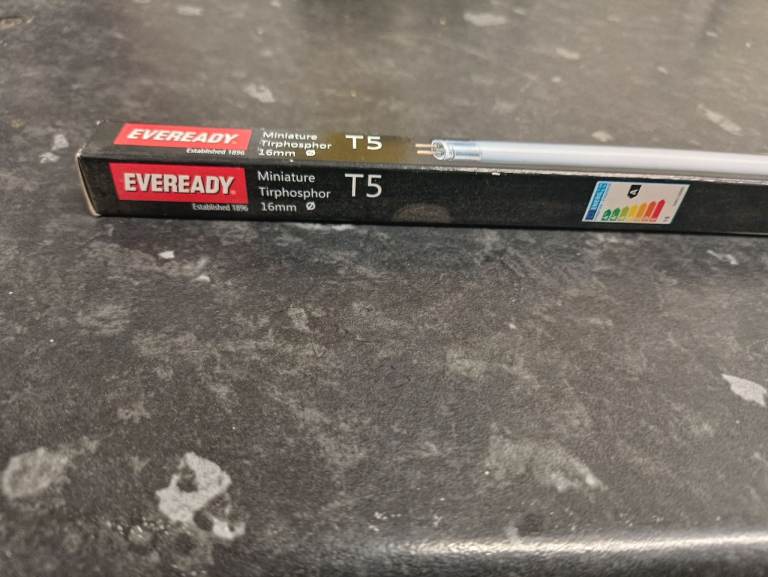 EVEREADY
Established 1896
Miniature
Tirphosphor
16mm Ø
T5
EVEREADY
Established 1896
Miniature
Tirphosphor
16mm Ø
T5
A